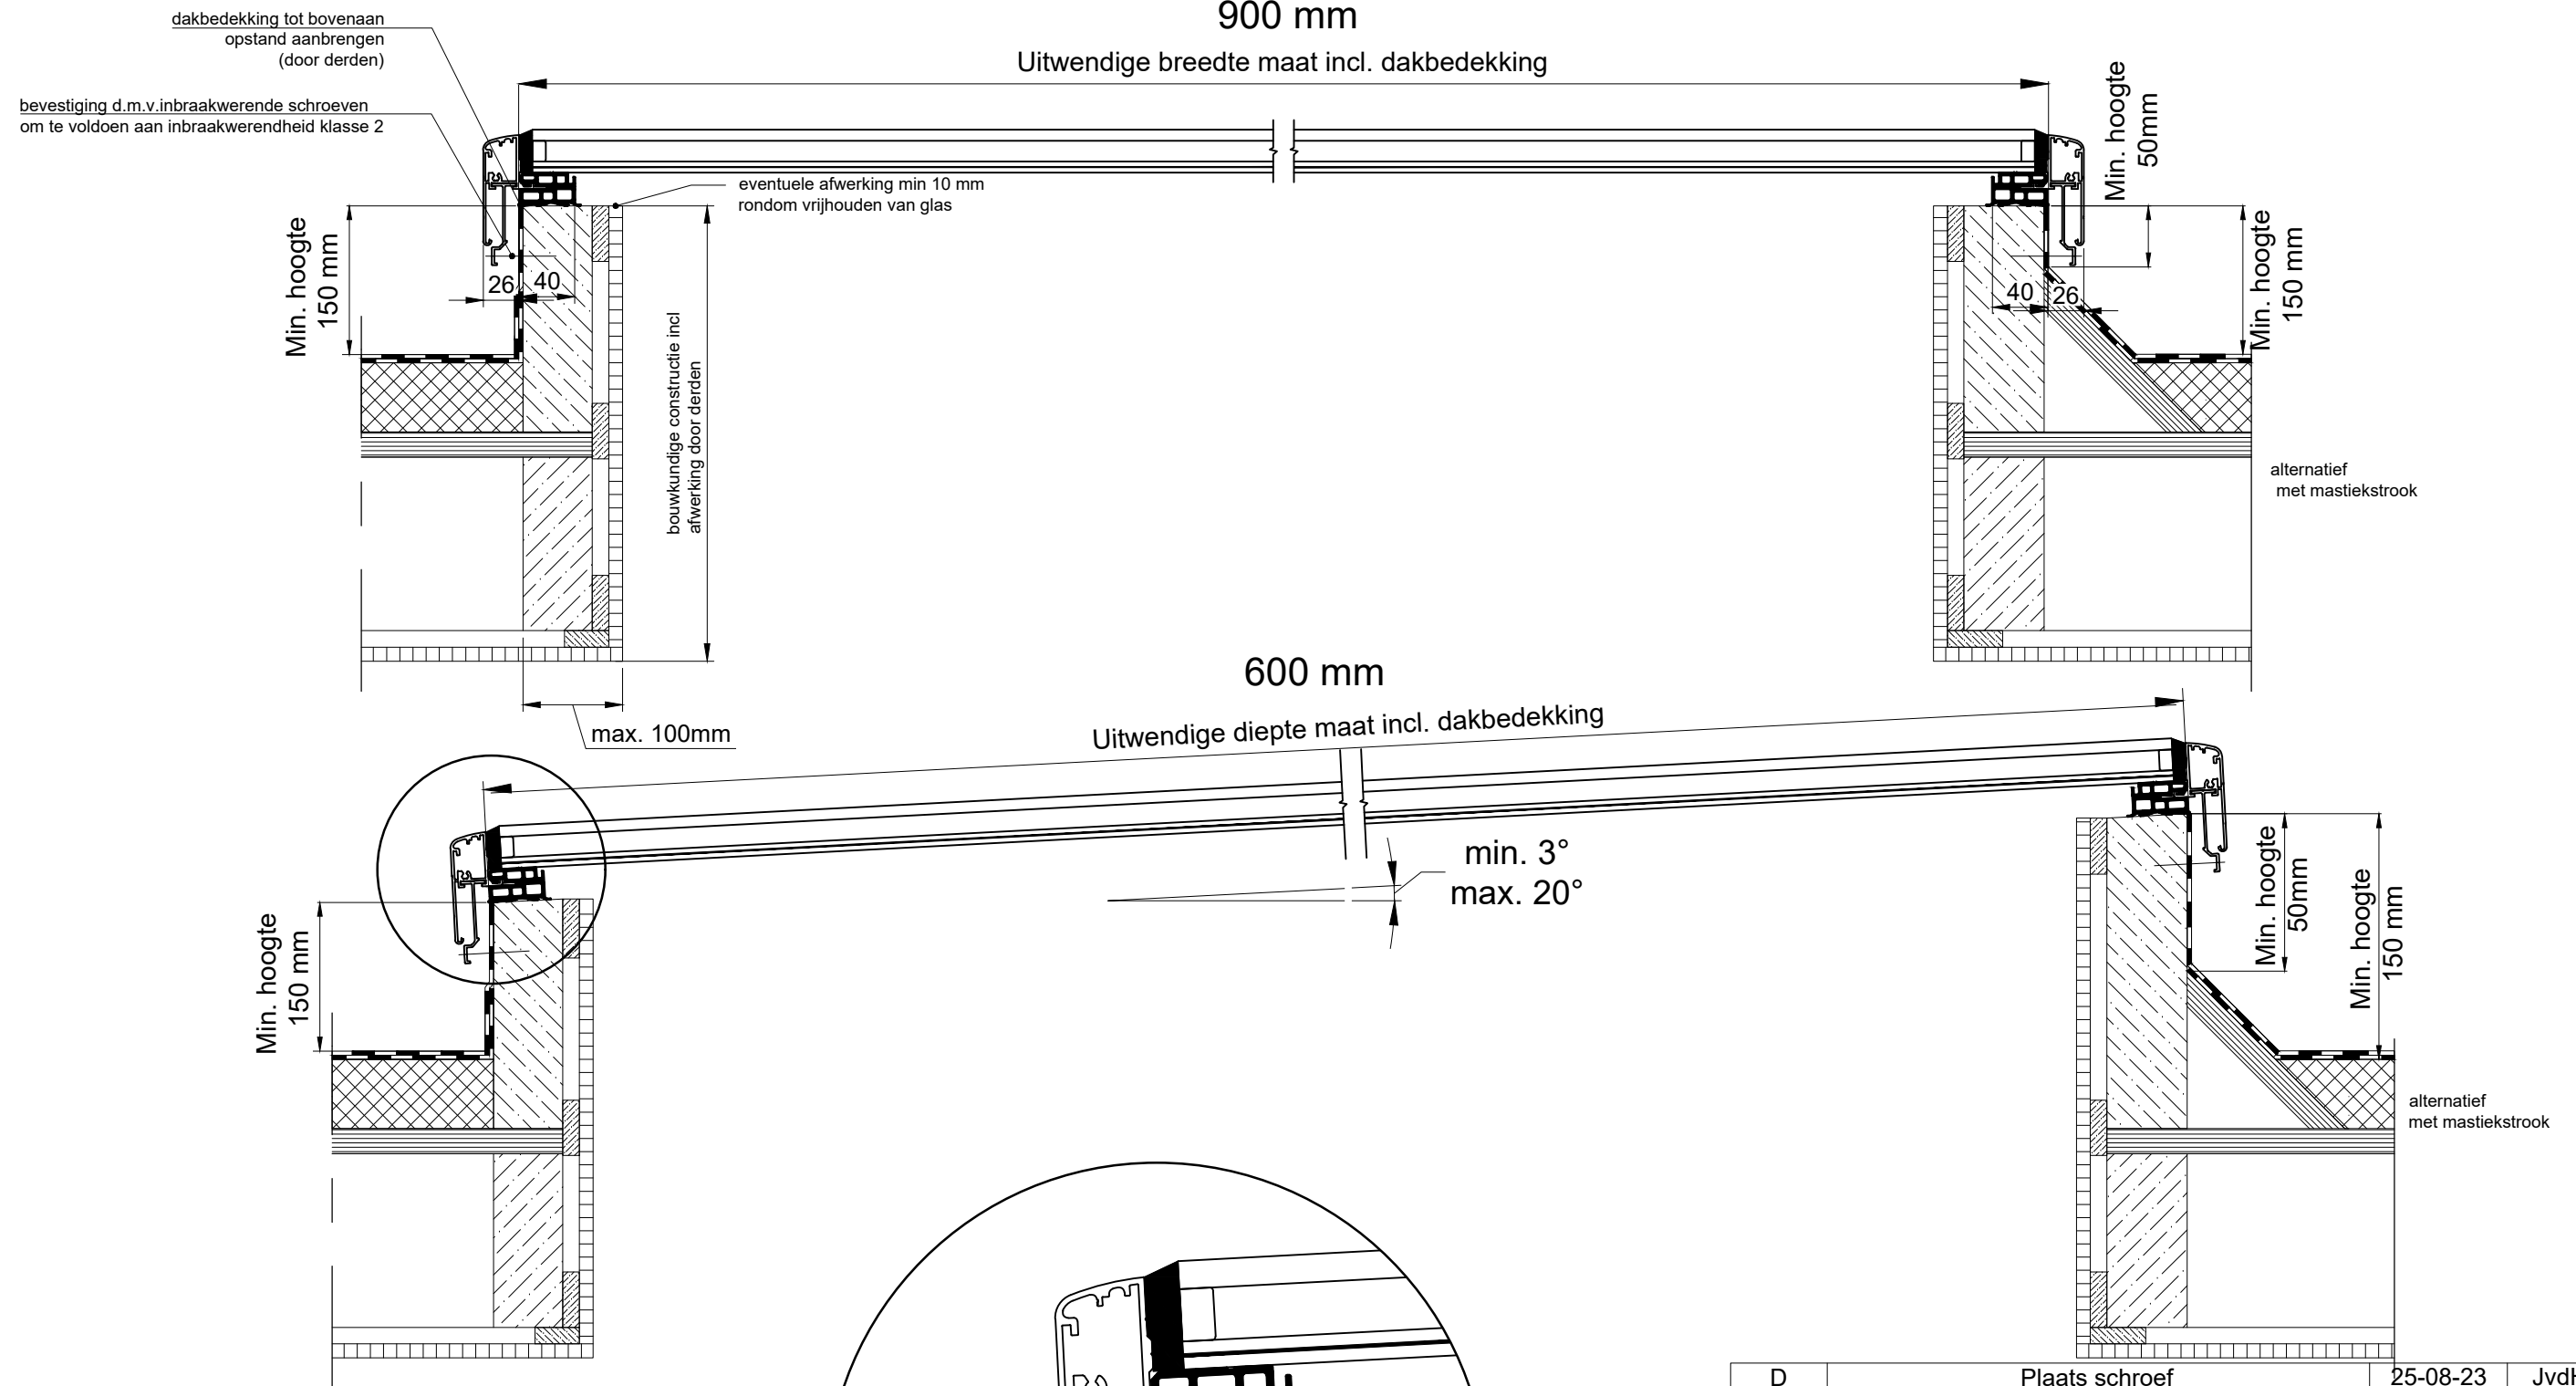 900 mm
Uitwendige breedte maat incl. dakbedekking
dakbedekking tot bovenaan
opstand aanbrengen
(door derden)
bevestiging d.m.v.inbraakwerende schroeven
om te voldoen aan inbraakwerendheid klasse 2
eventuele afwerking min 10 mm
rondom vrijhouden van glas
Min. hoogte
50mm
Min. hoogte
150 mm
26
40
Min. hoogte
150 mm
40
26
bouwkundige constructie incl
afwerking door derden
alternatief
met mastiekstrook
max. 100mm
600 mm
Uitwendige diepte maat incl. dakbedekking
min. 3°
max. 20°
Min. hoogte
150 mm
Min. hoogte
50mm
Min. hoogte
150 mm
alternatief
met mastiekstrook
D
Plaats schroef
25-08-23